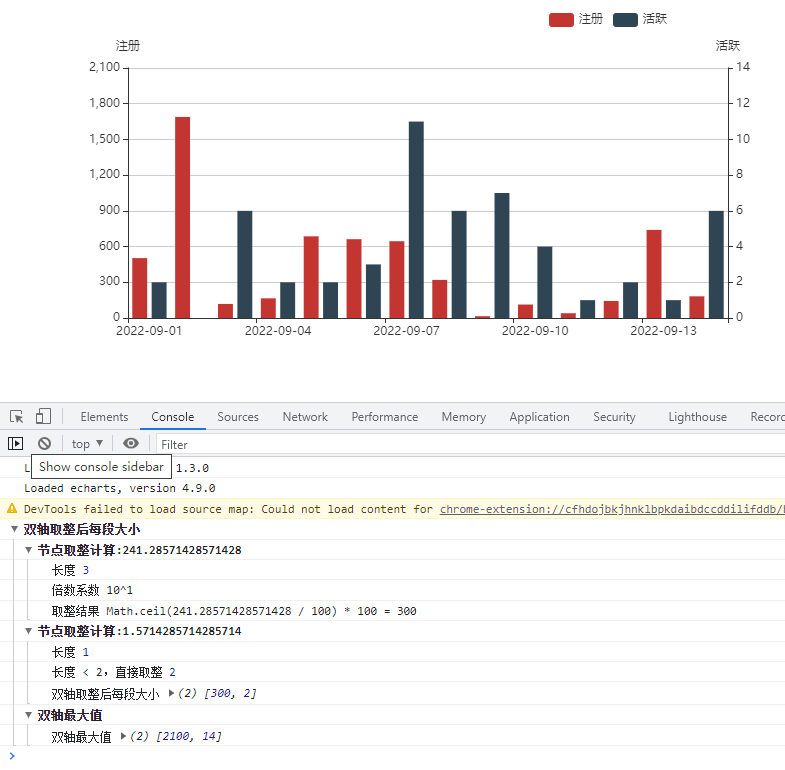 注册 活跃
注册 活跃
2,100 14
1,800 12
1,500 10
1,200 8
900 6
600 4
300 2
0 0
2022-09-01 2022-09-04 2022-09-07 2022-09-10 2022-09-13
Elements Console Sources Network Performance Memory Application Security Lighthouse Recor
top ▼ Filter
L 1.3.0
Show console sidebar
Loaded echarts, version 4.9.0
DevTools failed to load source map: Could not load content for chrome-extension://cfhdojbkjhnklbpkdaibdccddilifddb/
▼ 双轴取整后每段大小
▼ 节点取整计算:241.28571428571428
长度 3
倍数系数 10^1
取整结果 Math.ceil(241.28571428571428 / 100) * 100 = 300
▼ 节点取整计算:1.5714285714285714
长度 1
长度 < 2，直接取整 2
双轴取整后每段大小 ▶ (2) [300, 2]
▼ 双轴最大值
双轴最大值 ▶ (2) [2100, 14]
>